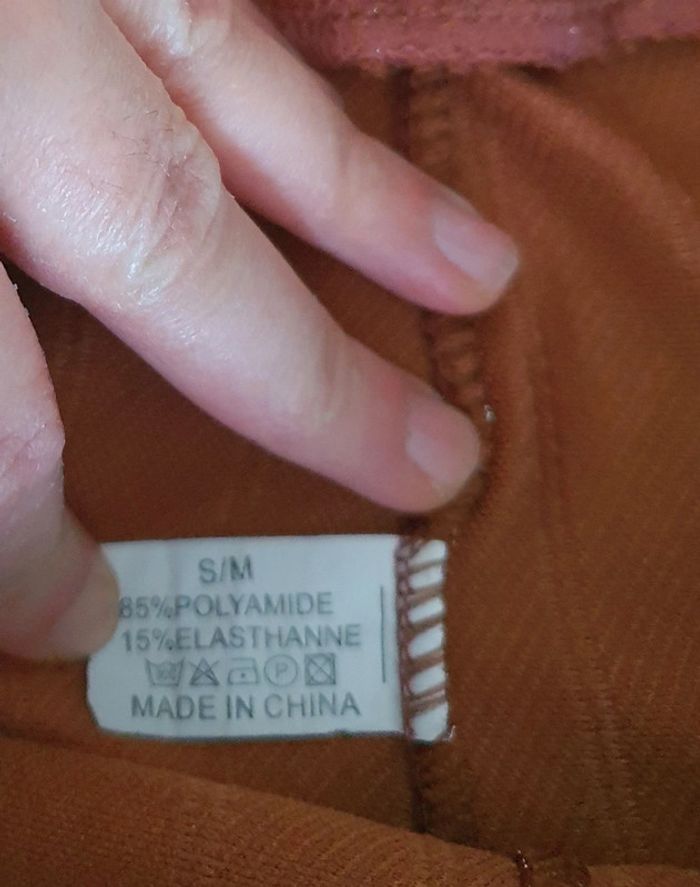 S/M
85%POLYAMIDE
15%ELASTHANNE
P
MADE IN CHINA